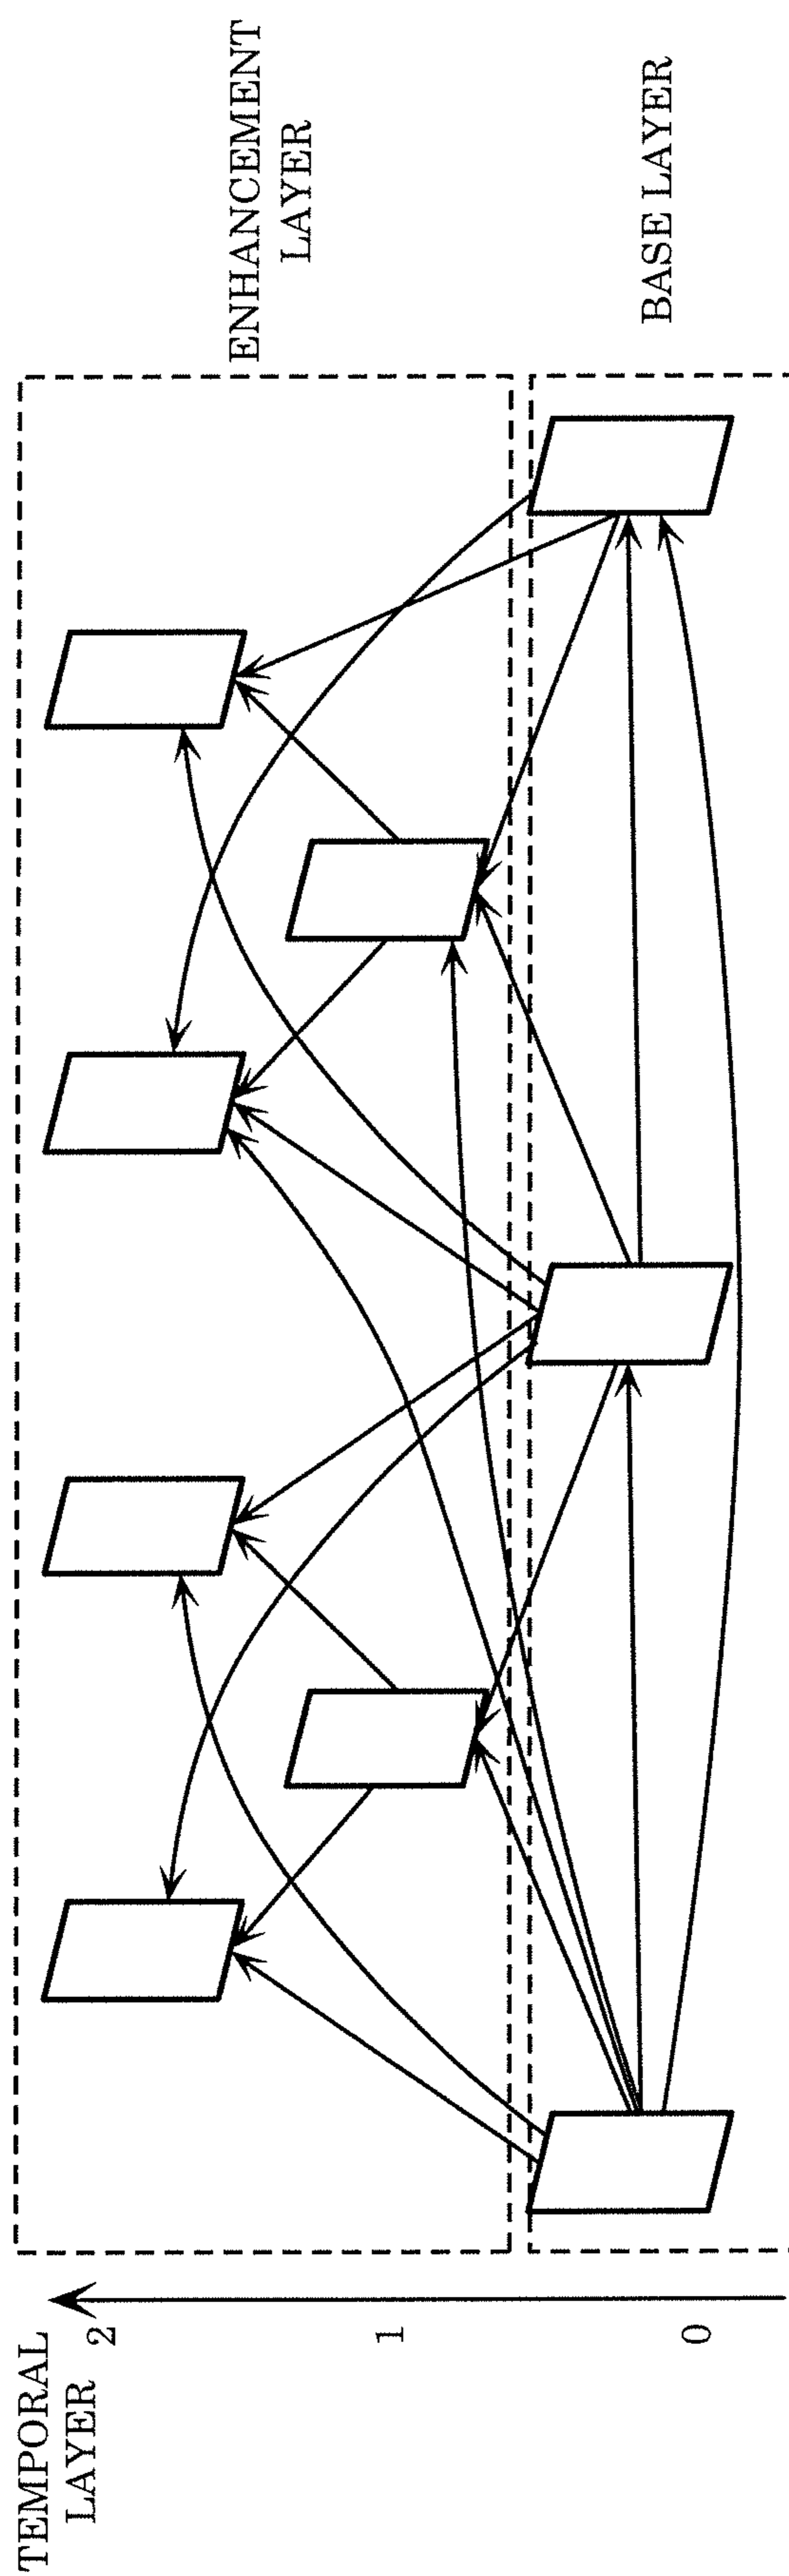 TEMPORAL
LAYER
2
1
0
ENHANCEMENT
LAYER
BASE LAYER